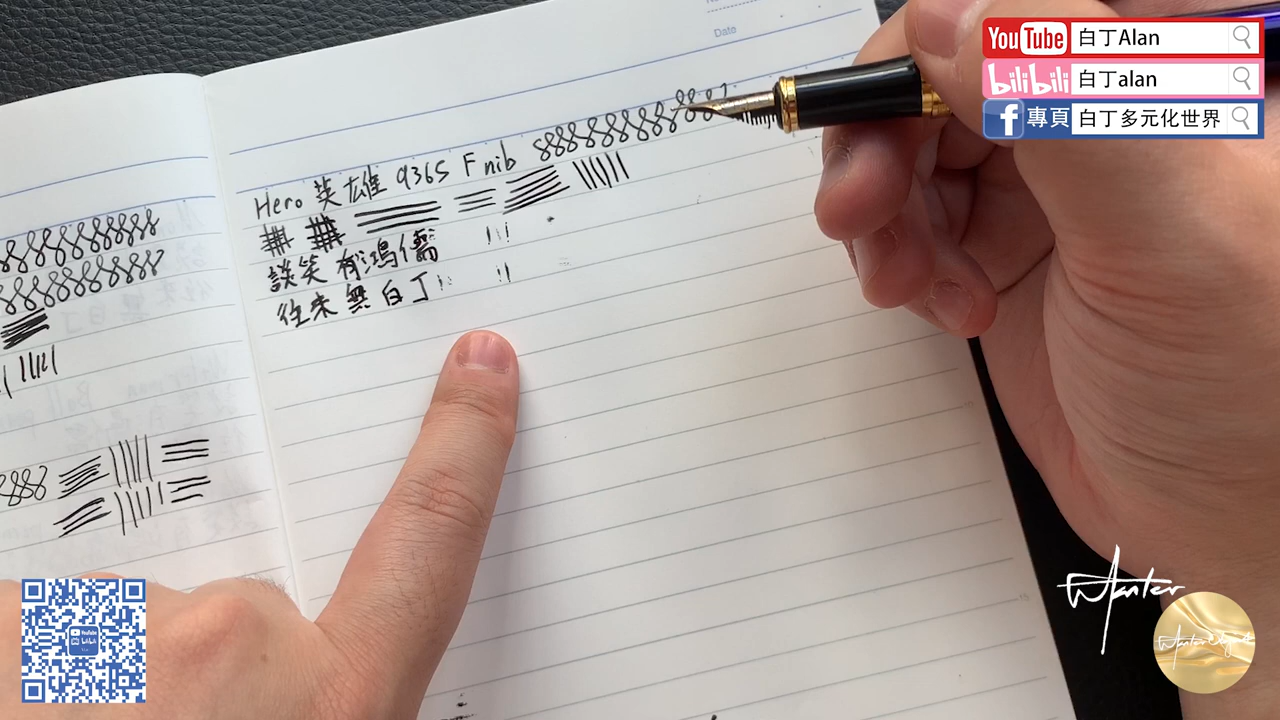 YouTube 白丁Alan
bilibili 白丁alan
f 專頁 白丁多元化世界
Date
Hero 英雄 9365 F nib
談笑有鴻儒
往來無白丁